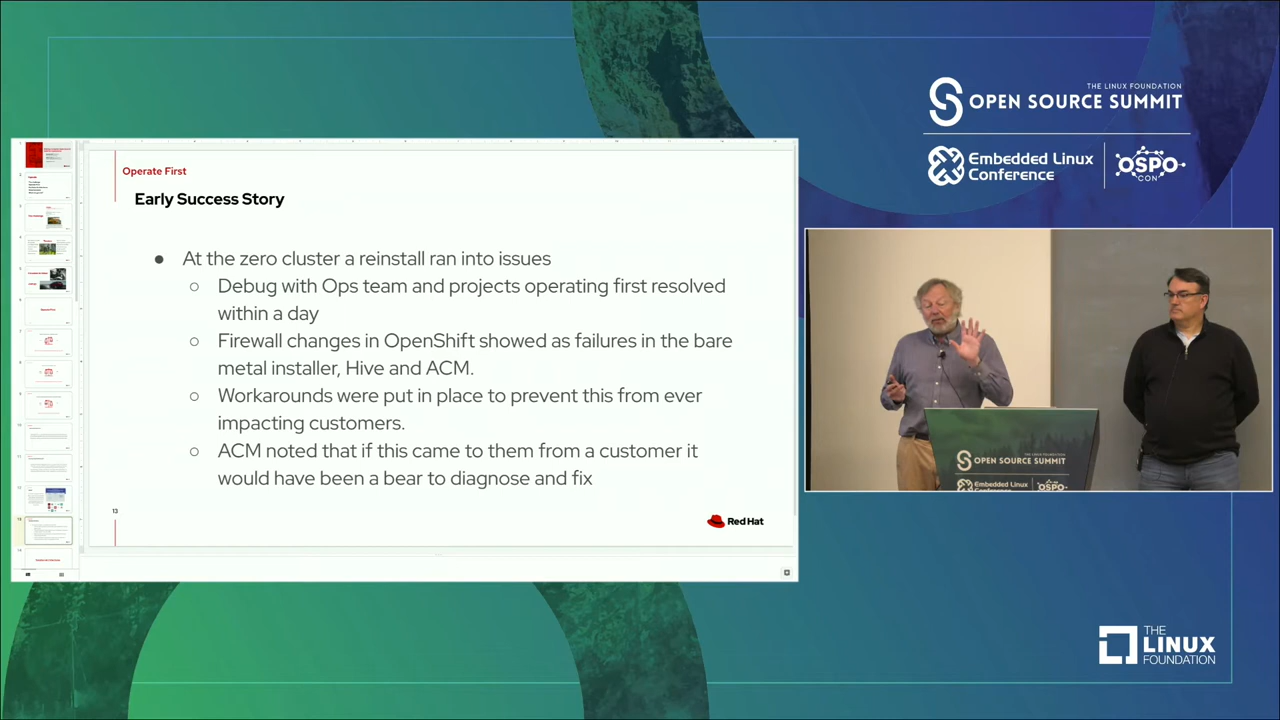 THE LINUX FOUNDATION
OPEN SOURCE SUMMIT
Embedded Linux
Conference
OSPO
CON
Operate First
Early Success Story
● At the zero cluster a reinstall ran into issues
○ Debug with Ops team and projects operating first resolved
within a day
○ Firewall changes in OpenShift showed as failures in the bare
metal installer, Hive and ACM.
○ Workarounds were put in place to prevent this from ever
impacting customers.
○ ACM noted that if this came to them from a customer it
would have been a bear to diagnose and fix
13
Red Hat
OPEN SOURCE SUMMIT
Embedded Linux
OSPO
THE
LINUX
FOUNDATION